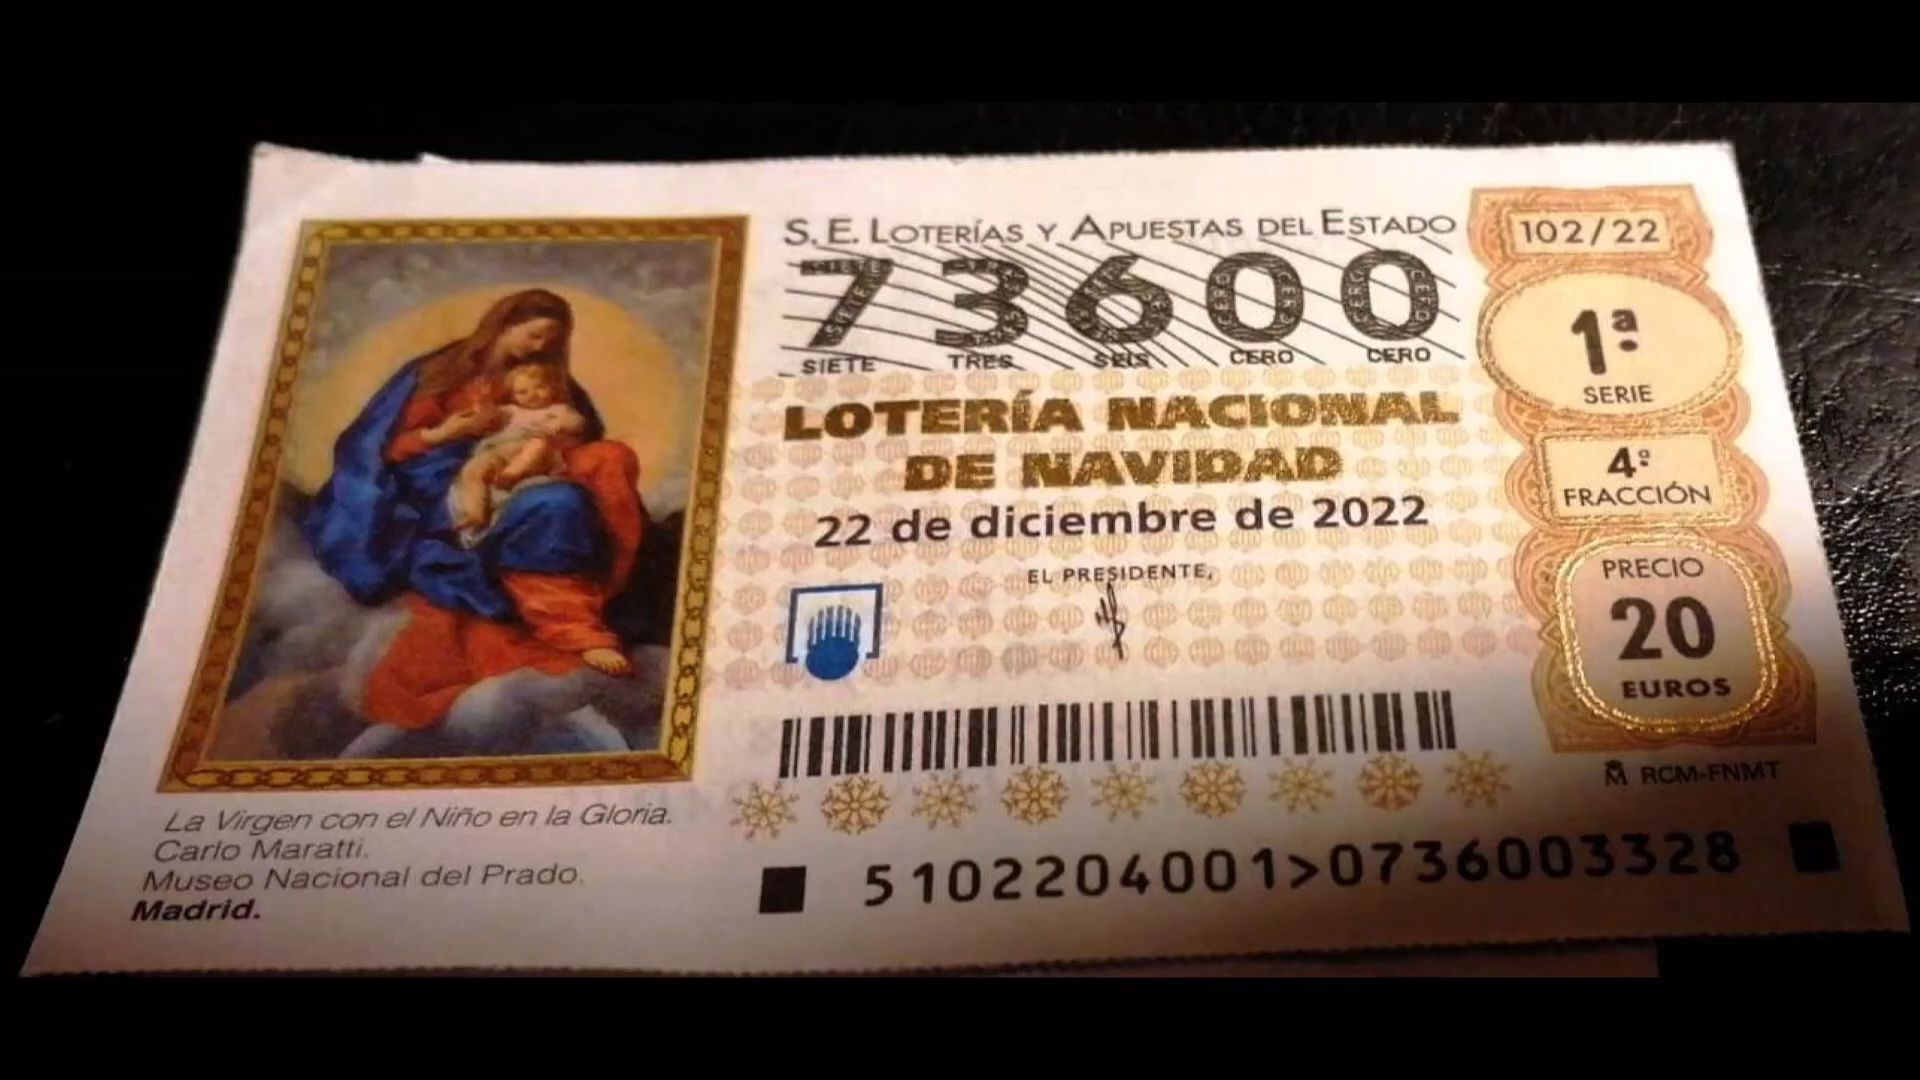 S. E. LOTERÍAS Y APUESTAS DEL ESTADO
73600
SIETE TRES SEIS CERO CERO
LOTERÍA NACIONAL
DE NAVIDAD
22 de diciembre de 2022
EL PRESIDENTE,
102/22
1ª
SERIE
4ª
FRACCIÓN
PRECIO
20
EUROS
RCM-FNMT
La Virgen con el Niño en la Gloria.
Carlo Maratti.
Museo Nacional del Prado.
Madrid.
5102204001>0736003328